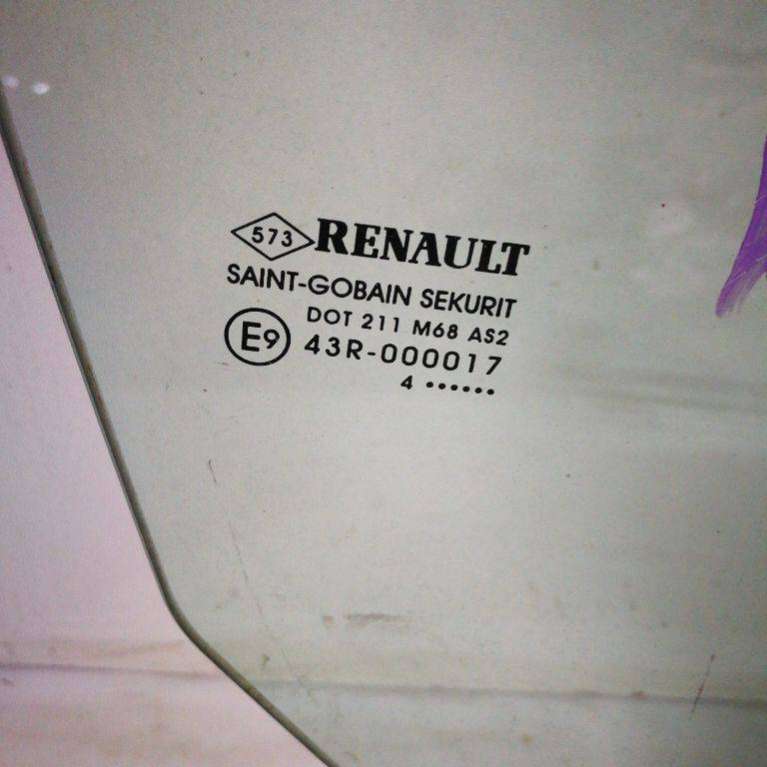 573 RENAULT
SAINT-GOBAIN SEKURIT
DOT 211 M68 AS2
E9 43R-000017
4 ••••••